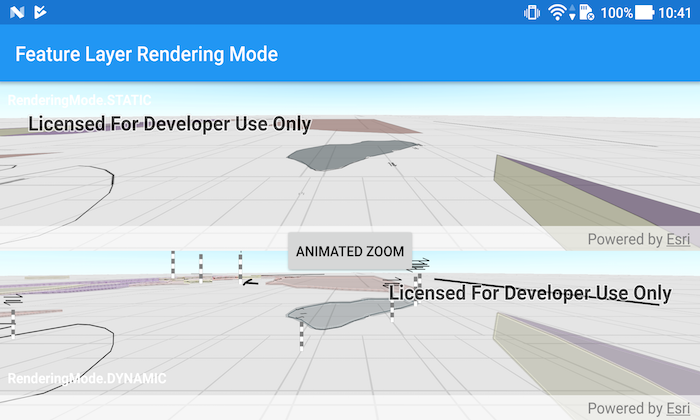 100% 10:41
Feature Layer Rendering Mode
RenderingMode.STATIC
Licensed For Developer Use Only
Powered by Esri
ANIMATED ZOOM
Licensed For Developer Use Only
RenderingMode.DYNAMIC
Powered by Esri